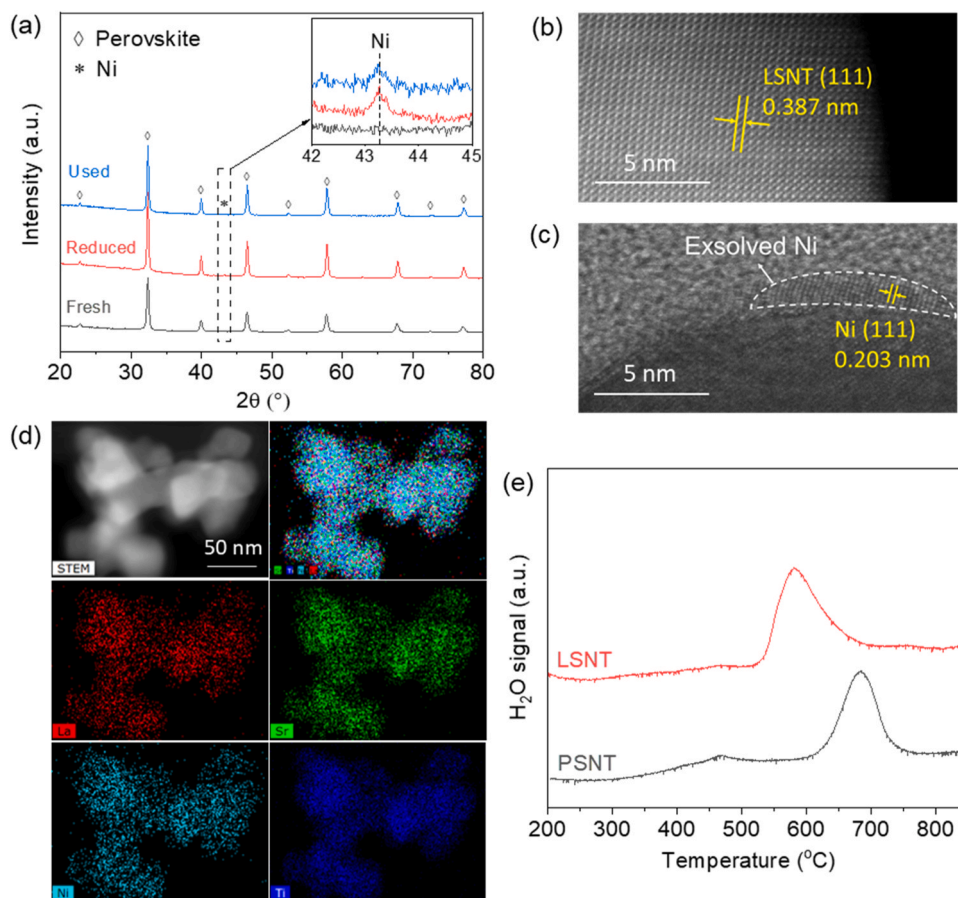 (a)
◊ Perovskite
* Ni
Ni
42 43 44 45
Used
*
Reduced
Fresh
Intensity (a.u.)
20 30 40 50 60 70 80
2θ (°)
(b)
LSNT (111)
0.387 nm
5 nm
(c)
Exsolved Ni
Ni (111)
0.203 nm
5 nm
(d)
STEM
50 nm
Ti
La
Sr
Ni
Ti
(e)
H₂O signal (a.u.)
LSNT
PSNT
200 300 400 500 600 700 800
Temperature (°C)